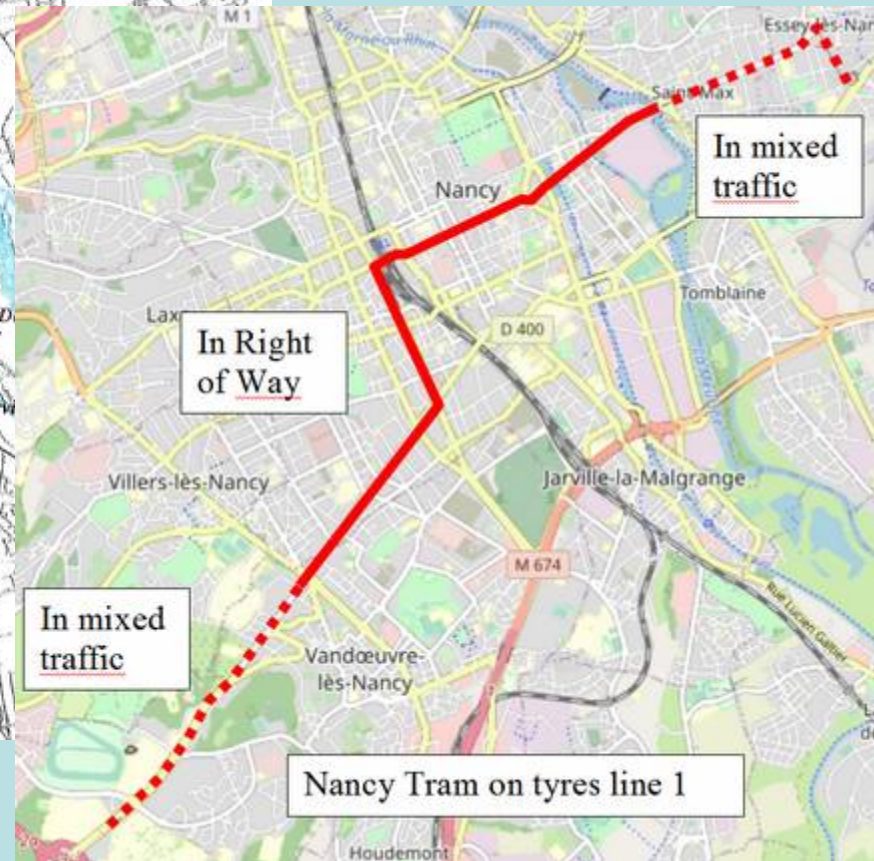 M 1
Essey-lès-Nan
Saint-Max
In mixed
traffic
Nancy
Tomblaine
Lax
D 400
In Right
of Way
Villers-lès-Nancy
Jarville-la-Malgrange
M 674
Rue Lucien Galtier
In mixed
traffic
Vandœuvre-
lès-Nancy
Nancy Tram on tyres line 1
Houdemont